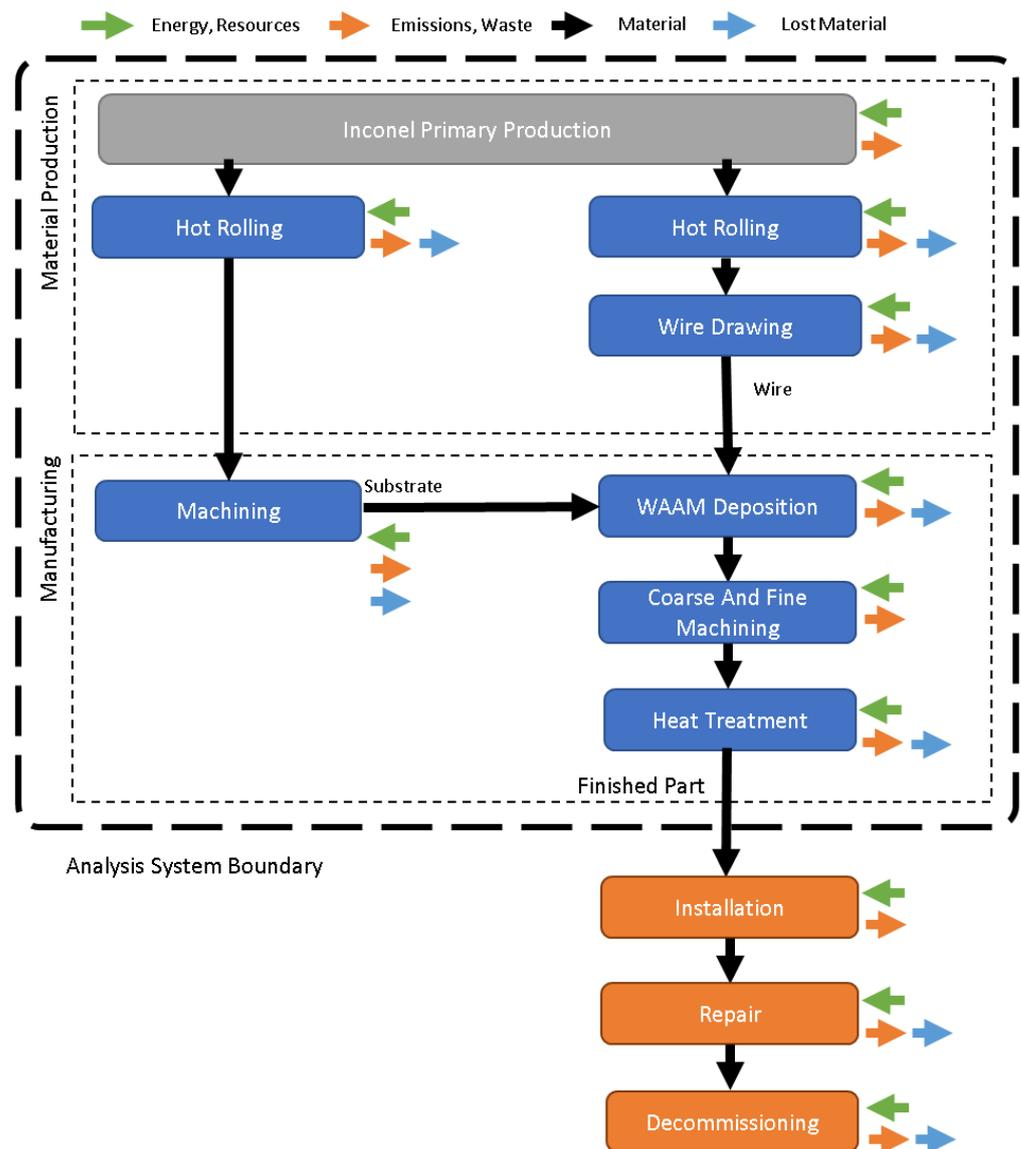 Energy, Resources
Emissions, Waste
Material
Lost Material
Material Production
Inconel Primary Production
Hot Rolling
Hot Rolling
Wire Drawing
Wire
Manufacturing
Machining
Substrate
WAAM Deposition
Coarse And Fine
Machining
Heat Treatment
Finished Part
Analysis System Boundary
Installation
Repair
Decommissioning